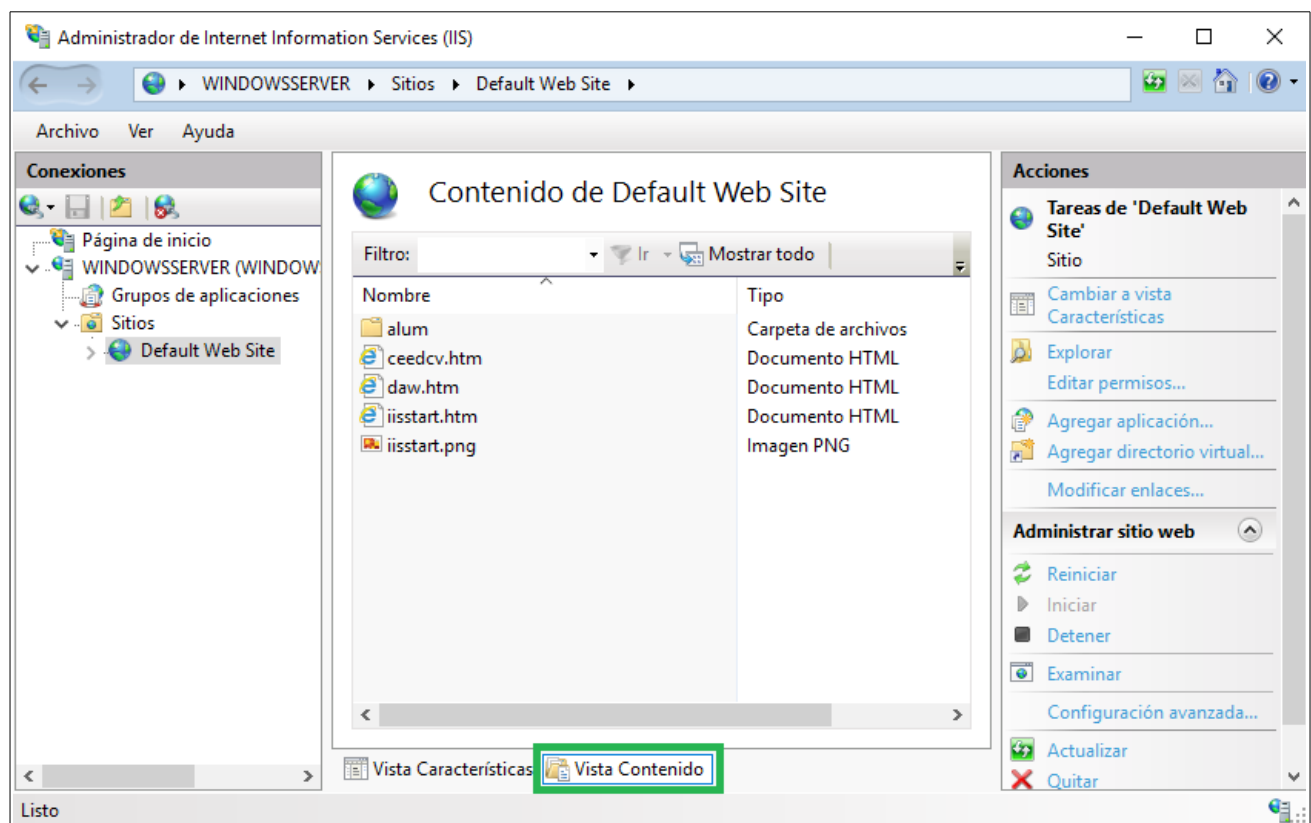 Administrador de Internet Information Services (IIS)
WINDOWSSERVER Sitios Default Web Site
Archivo Ver Ayuda
Conexiones
Página de inicio
WINDOWSSERVER (WINDOW
Grupos de aplicaciones
Sitios
Default Web Site
Contenido de Default Web Site
Filtro: Ir Mostrar todo
Nombre Tipo
alum Carpeta de archivos
ceedcv.htm Documento HTML
daw.htm Documento HTML
iisstart.htm Documento HTML
iisstart.png Imagen PNG
Vista Características Vista Contenido
Acciones
Tareas de 'Default Web
Site'
Sitio
Cambiar a vista
Características
Explorar
Editar permisos...
Agregar aplicación...
Agregar directorio virtual...
Modificar enlaces...
Administrar sitio web
Reiniciar
Iniciar
Detener
Examinar
Configuración avanzada...
Actualizar
Quitar
Listo